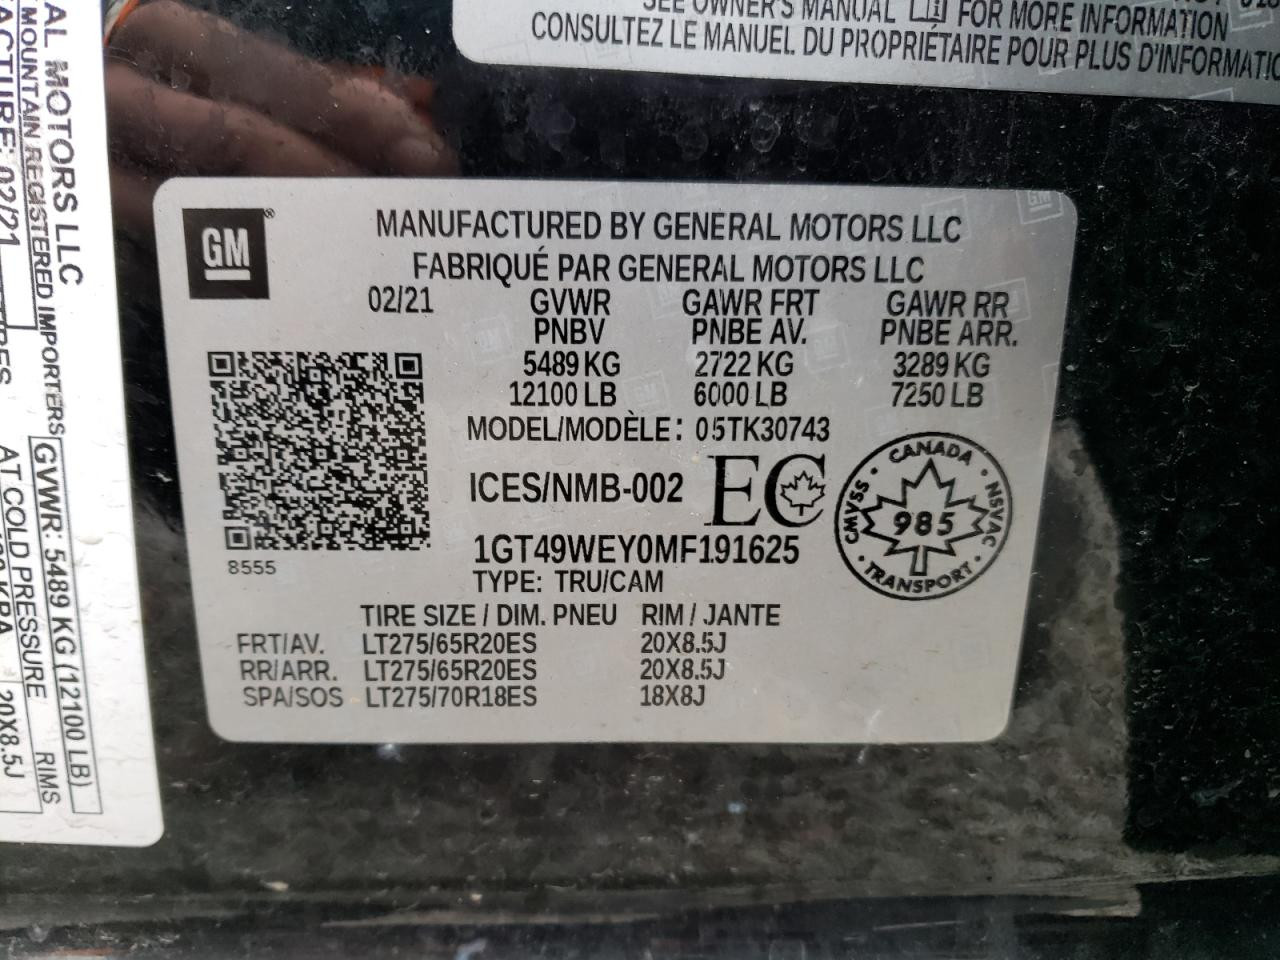 SEE OWNER'S MANUAL FOR MORE INFORMATION
CONSULTEZ LE MANUEL DU PROPRIÉTAIRE POUR PLUS D'INFORMATIO
GM®
MANUFACTURED BY GENERAL MOTORS LLC
FABRIQUÉ PAR GENERAL MOTORS LLC
02/21 GVWR GAWR FRT GAWR RR
PNBV PNBE AV. PNBE ARR.
5489 KG 2722 KG 3289 KG
12100 LB 6000 LB 7250 LB
MODEL/MODÈLE: 05TK30743
ICES/NMB-002 EC
CANADA
CMVSS 985 NSVAC
TRANSPORT
1GT49WEY0MF191625
8555
TYPE: TRU/CAM
TIRE SIZE / DIM. PNEU RIM / JANTE
FRT/AV. LT275/65R20ES 20X8.5J
RR/ARR. LT275/65R20ES 20X8.5J
SPA/SOS LT275/70R18ES 18X8J
AL MOTORS LLC
MOUNTAIN REGISTERED IMPORTERS
ACTURE: 02/21 GVWR: 5489 KG (12100 LB)
AT COLD PRESSURE RIMS
KPA 20X8.5J